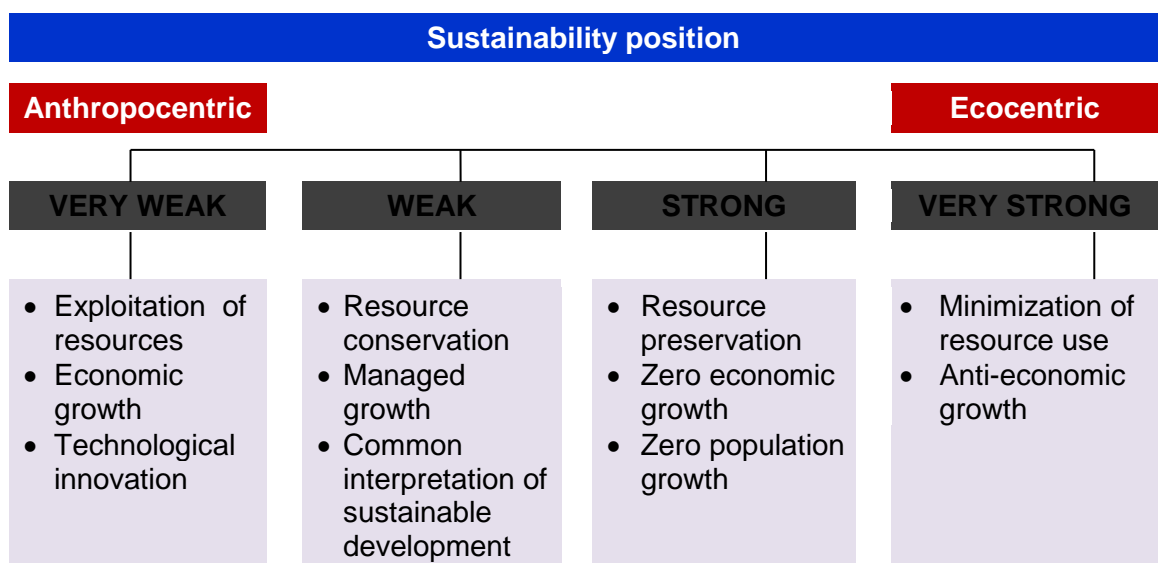 Sustainability position
Anthropocentric
Ecocentric
VERY WEAK
WEAK
STRONG
VERY STRONG
• Exploitation of
resources
• Economic
growth
• Technological
innovation
• Resource
conservation
• Managed
growth
• Common
interpretation of
sustainable
development
• Resource
preservation
• Zero economic
growth
• Zero population
growth
• Minimization of
resource use
• Anti-economic
growth